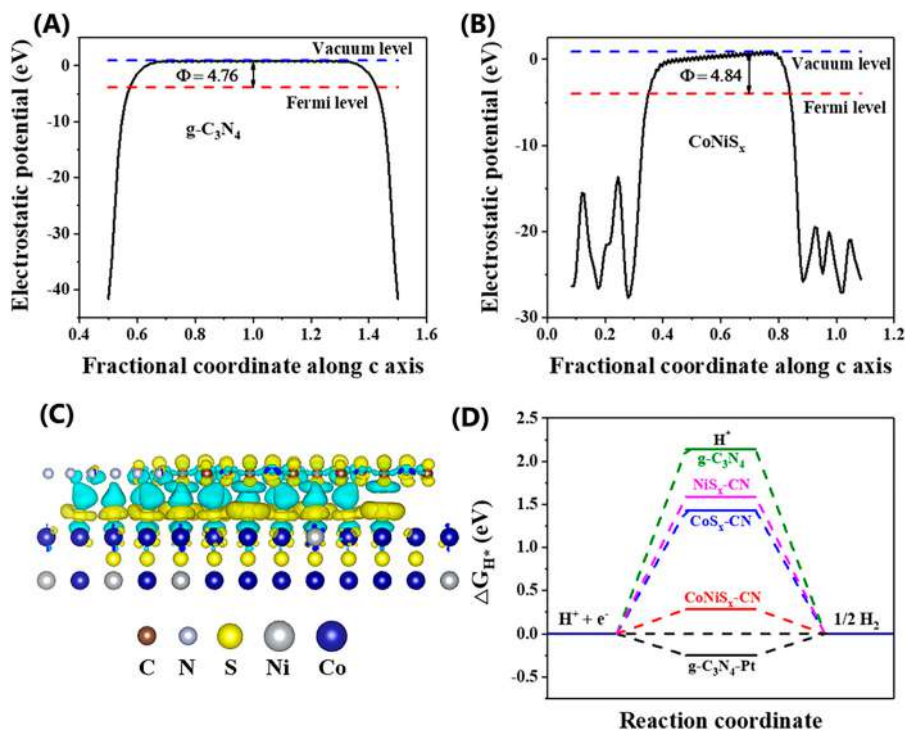 (A)
Electrostatic potential (eV)
0
-10
-20
-30
-40
Vacuum level
Φ= 4.76
Fermi level
g-C₃N₄
0.4 0.6 0.8 1.0 1.2 1.4 1.6
Fractional coordinate along c axis
(B)
Electrostatic potential (eV)
0
-10
-20
-30
Vacuum level
Φ= 4.84
Fermi level
CoNiSₓ
0.0 0.2 0.4 0.6 0.8 1.0 1.2
Fractional coordinate along c axis
(C)
C N S Ni Co
(D)
ΔG_H* (eV)
2.5
2.0
1.5
1.0
0.5
0.0
-0.5
H⁺
g-C₃N₄
NiSₓ-CN
CoSₓ-CN
CoNiSₓ-CN
H⁺ + e⁻
1/2 H₂
g-C₃N₄-Pt
Reaction coordinate